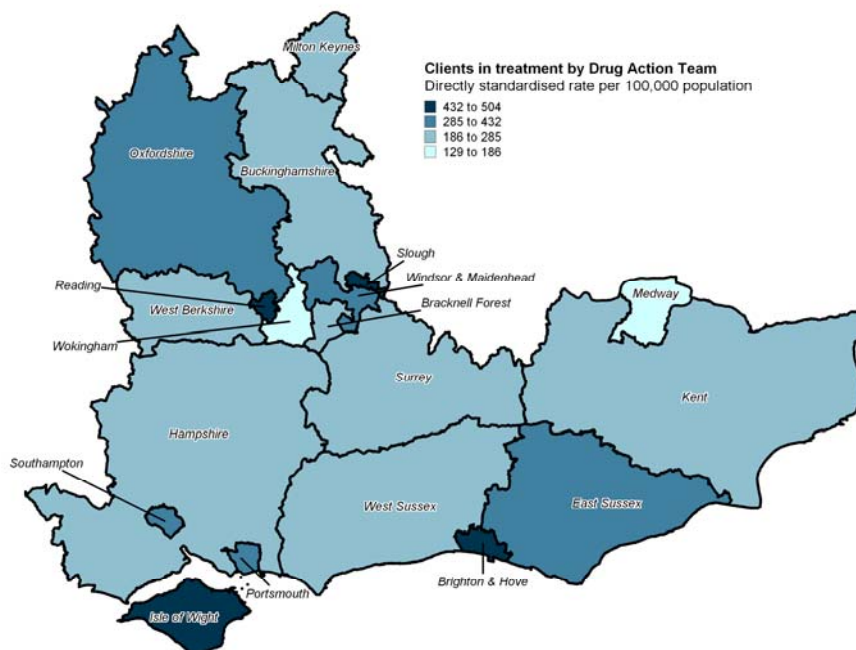 Milton Keynes
Clients in treatment by Drug Action Team
Directly standardised rate per 100,000 population
432 to 504
285 to 432
186 to 285
129 to 186
Oxfordshire
Buckinghamshire
Slough
Windsor & Maidenhead
Reading
West Berkshire
Bracknell Forest
Medway
Wokingham
Surrey
Kent
Hampshire
Southampton
West Sussex
East Sussex
Brighton & Hove
Portsmouth
Isle of Wight